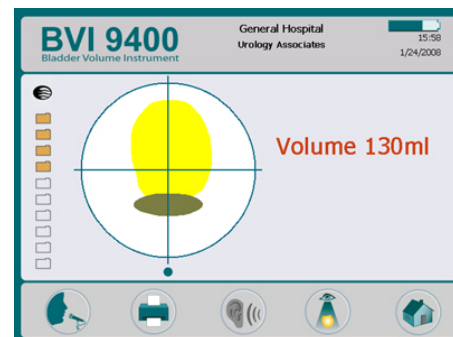 BVI 9400
Bladder Volume Instrument
General Hospital
Urology Associates
15:58
1/24/2008
Volume 130ml